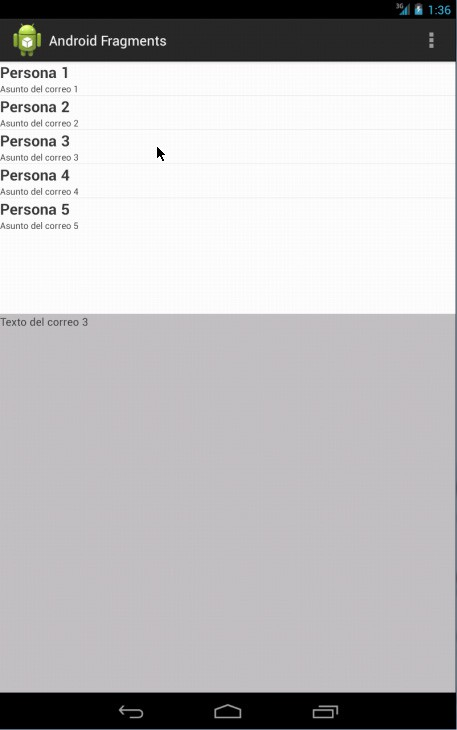 3G
1:36
Android Fragments
Persona 1
Asunto del correo 1
Persona 2
Asunto del correo 2
Persona 3
Asunto del correo 3
Persona 4
Asunto del correo 4
Persona 5
Asunto del correo 5
Texto del correo 3